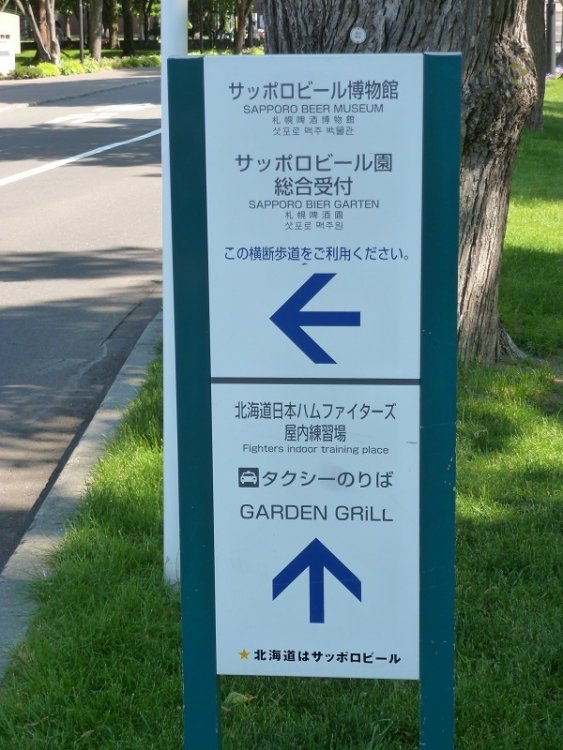 サッポロビール博物館
SAPPORO BEER MUSEUM
札幌啤酒博物館
삿포로 맥주 박물관
サッポロビール園
総合受付
SAPPORO BIER GARTEN
札幌啤酒園
삿포로 맥주원
この横断歩道をご利用ください。
北海道日本ハムファイターズ
屋内練習場
Fighters indoor training place
タクシーのりば
GARDEN GRiLL
北海道はサッポロビール